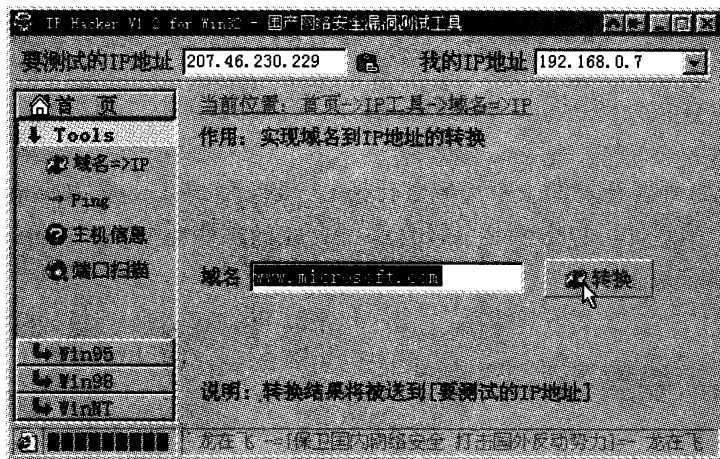 IP Hacker V1.2 for Win32 - 国产网络安全漏洞测试工具
要测试的IP地址 207.46.230.229 我的IP地址 192.168.0.7
首 页
当前位置: 首页->IP工具->域名=>IP
Tools
作用: 实现域名到IP地址的转换
域名=>IP
Ping
主机信息
端口扫描
域名 www.microsoft.com 转换
Win95
Win98
WinNT
说明: 转换结果将被送到[要测试的IP地址]
龙在飞 --[保卫国内网络安全 打击国外反动势力]-- 龙在飞